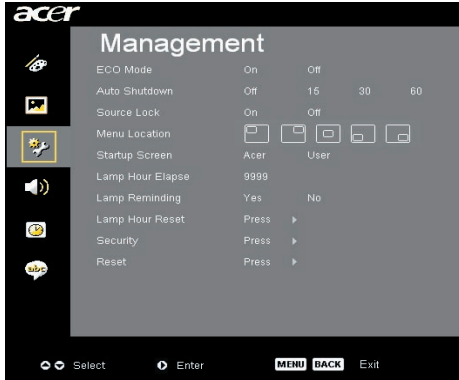 acer
Management
ECO Mode On Off
Auto Shutdown Off 15 30 60
Source Lock On Off
Menu Location
Startup Screen Acer User
Lamp Hour Elapse 9999
Lamp Reminding Yes No
Lamp Hour Reset Press
Security Press
Reset Press
abc
Select Enter MENU BACK Exit